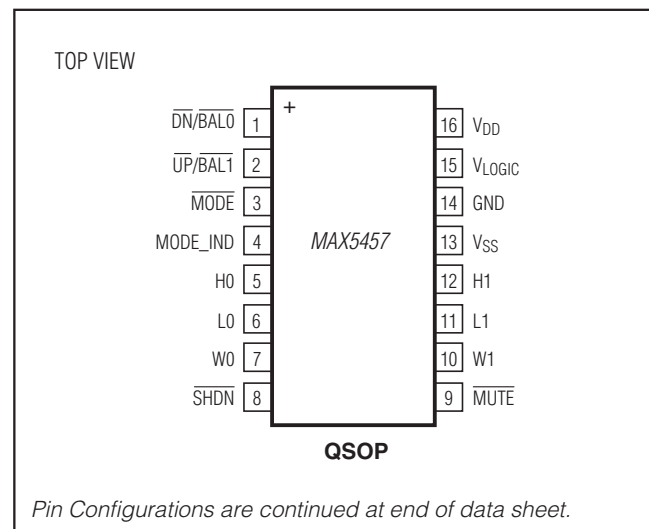 TOP VIEW
+
DN/BAL0 1
16 VDD
UP/BAL1 2
15 VLOGIC
MODE 3
14 GND
MODE_IND 4
MAX5457
13 VSS
H0 5
12 H1
L0 6
11 L1
W0 7
10 W1
SHDN 8
9 MUTE
QSOP
Pin Configurations are continued at end of data sheet.